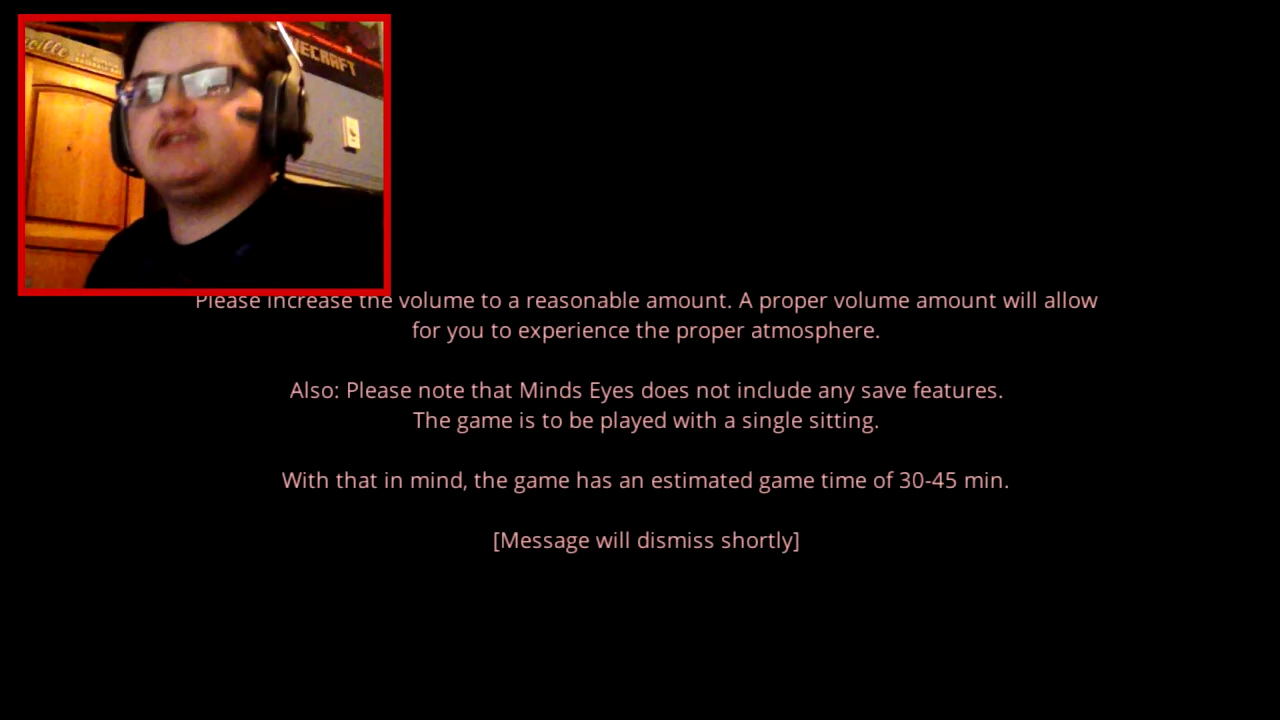 ECRAFT
Please increase the volume to a reasonable amount. A proper volume amount will allow
for you to experience the proper atmosphere.
Also: Please note that Minds Eyes does not include any save features.
The game is to be played with a single sitting.
With that in mind, the game has an estimated game time of 30-45 min.
[Message will dismiss shortly]